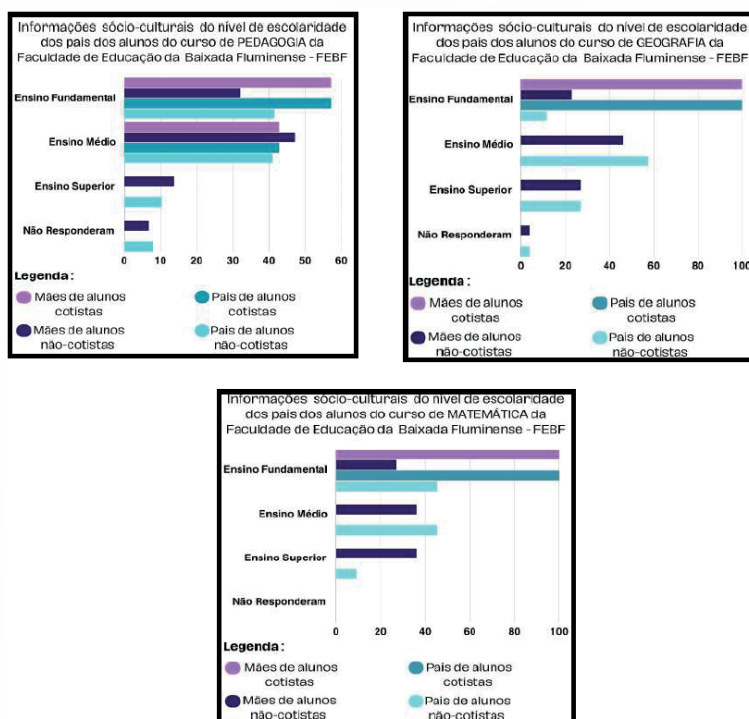 Informações sócio-culturais do nível de escolaridade
dos pais dos alunos do curso de PEDAGOGIA da
Faculdade de Educação da Baixada Fluminense - FEBF
Ensino Fundamental
Ensino Médio
Ensino Superior
Não Responderam
0 10 20 30 40 50 60
Legenda :
Mães de alunos
cotistas
Pais de alunos
cotistas
Mães de alunos
não-cotistas
Pais de alunos
não-cotistas
Informações sócio-culturais do nível de escolaridade
dos pais dos alunos do curso de GEOGRAFIA da
Faculdade de Educação da Baixada Fluminense - FEBF
Ensino Fundamental
Ensino Médio
Ensino Superior
Não Responderam
0 20 40 60 80 100
Legenda :
Mães de alunos
cotistas
Pais de alunos
cotistas
Mães de alunos
não-cotistas
Pais de alunos
não-cotistas
Informações sócio-culturais do nível de escolaridade
dos pais dos alunos do curso de MATEMÁTICA da
Faculdade de Educação da Baixada Fluminense - FEBF
Ensino Fundamental
Ensino Médio
Ensino Superior
Não Responderam
0 20 40 60 80 100
Legenda :
Mães de alunos
cotistas
Pais de alunos
cotistas
Mães de alunos
não-cotistas
Pais de alunos
não-cotistas